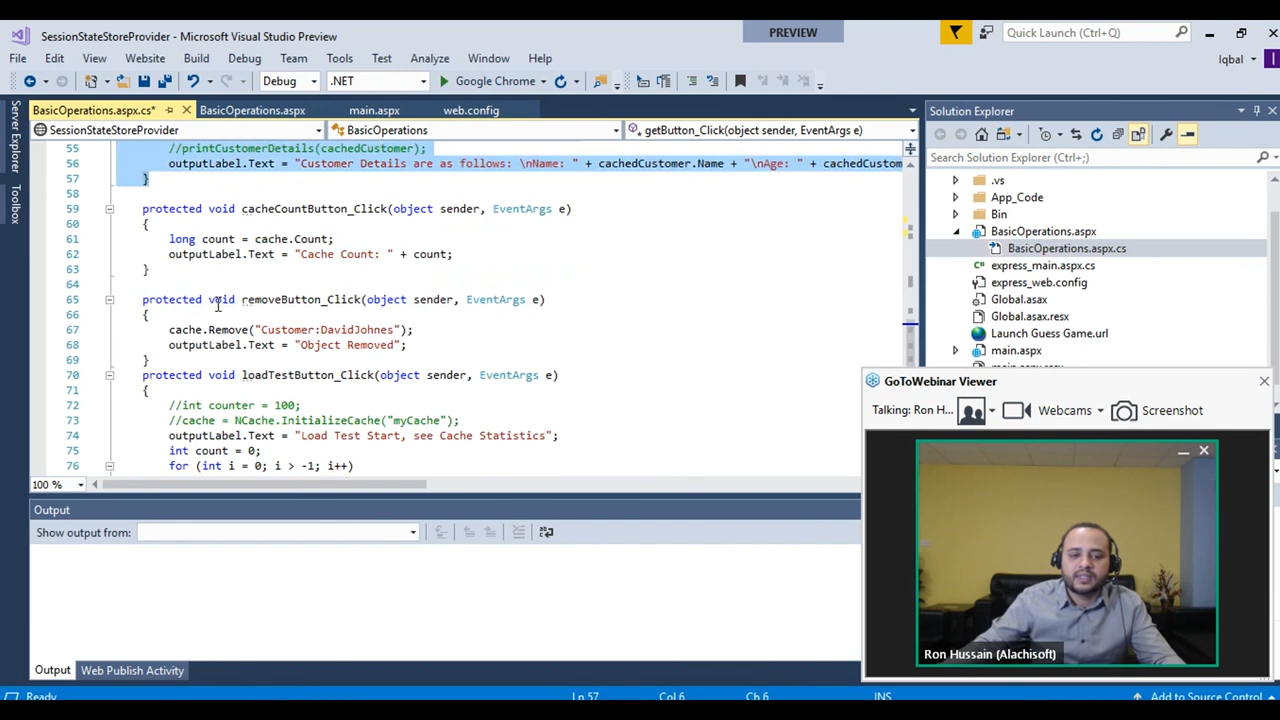 SessionStateStoreProvider - Microsoft Visual Studio Preview
PREVIEW
Quick Launch (Ctrl+Q)
File Edit View Website Build Debug Team Tools Test Analyze Window Help
Iqbal
I
Debug .NET Google Chrome
BasicOperations.aspx.cs* BasicOperations.aspx main.aspx web.config
SessionStateStoreProvider BasicOperations getButton_Click(object sender, EventArgs e)
Server Explorer
Toolbox
55 //printCustomerDetails(cachedCustomer);
56 outputLabel.Text = "Customer Details are as follows: \nName: " + cachedCustomer.Name + "\nAge: " + cachedCustom
57 }
58
59 protected void cacheCountButton_Click(object sender, EventArgs e)
60 {
61 long count = cache.Count;
62 outputLabel.Text = "Cache Count: " + count;
63 }
64
65 protected void removeButton_Click(object sender, EventArgs e)
66 {
67 cache.Remove("Customer:DavidJohnes");
68 outputLabel.Text = "Object Removed";
69 }
70 protected void loadTestButton_Click(object sender, EventArgs e)
71 {
72 //int counter = 100;
73 //cache = NCache.InitializeCache("myCache");
74 outputLabel.Text = "Load Test Start, see Cache Statistics";
75 int count = 0;
76 for (int i = 0; i > -1; i++)
100 %
Output
Show output from:
Output Web Publish Activity
Ready Ln 57 Col 6 Ch 6 INS Add to Source Control
Solution Explorer
Search Solution Explorer (Ctrl+;)
.vs
App_Code
Bin
BasicOperations.aspx
BasicOperations.aspx.cs
express_main.aspx.cs
express_web.config
Global.asax
Global.asax.resx
Launch Guess Game.url
main.aspx
GoToWebinar Viewer
Talking: Ron H... Webcams Screenshot
Ron Hussain (Alachisoft)